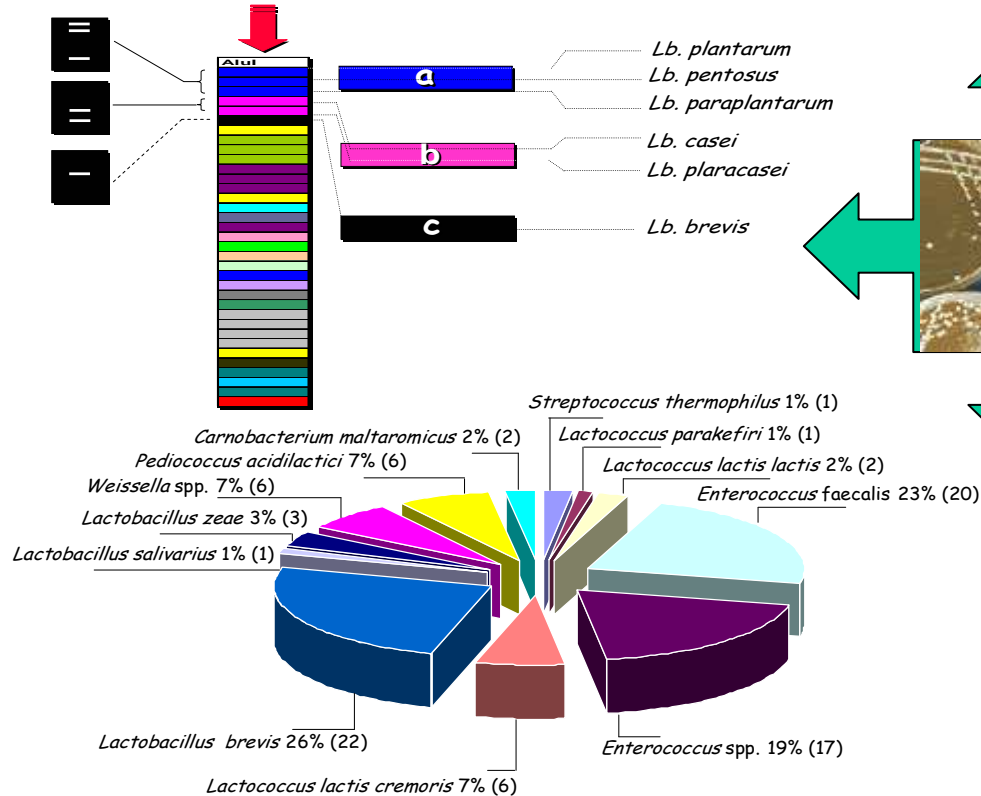 AluI
a
Lb. plantarum
Lb. pentosus
Lb. paraplantarum
b
Lb. casei
Lb. plaracasei
c
Lb. brevis
Streptococcus thermophilus 1% (1)
Carnobacterium maltaromicus 2% (2)
Lactococcus parakefiri 1% (1)
Pediococcus acidilactici 7% (6)
Lactococcus lactis lactis 2% (2)
Weissella spp. 7% (6)
Enterococcus faecalis 23% (20)
Lactobacillus zeae 3% (3)
Lactobacillus salivarius 1% (1)
Lactobacillus brevis 26% (22)
Enterococcus spp. 19% (17)
Lactococcus lactis cremoris 7% (6)